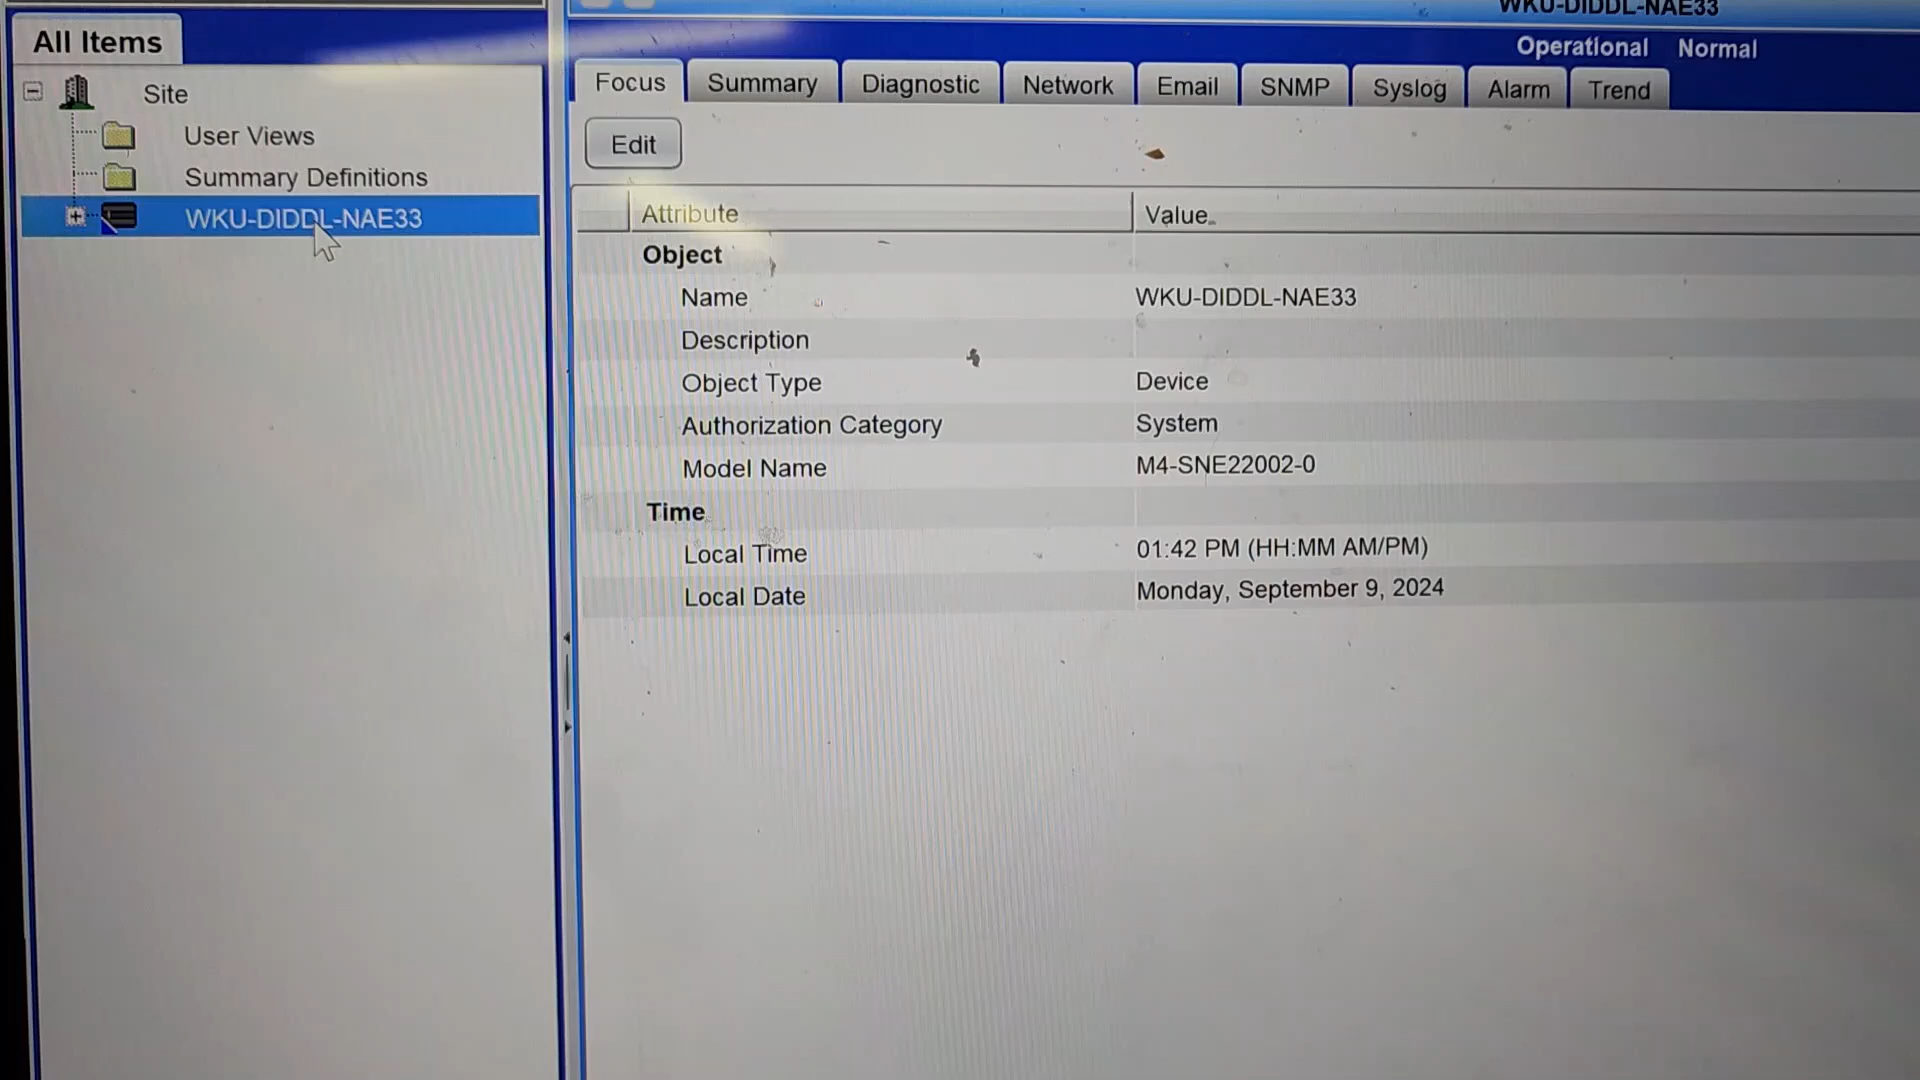 WKU-DIDDL-NAE33
Operational Normal
All Items
Site
User Views
Summary Definitions
WKU-DIDDL-NAE33
Focus Summary Diagnostic Network Email SNMP Syslog Alarm Trend
Edit
Attribute Value
Object
Name WKU-DIDDL-NAE33
Description
Object Type Device
Authorization Category System
Model Name M4-SNE22002-0
Time
Local Time 01:42 PM (HH:MM AM/PM)
Local Date Monday, September 9, 2024